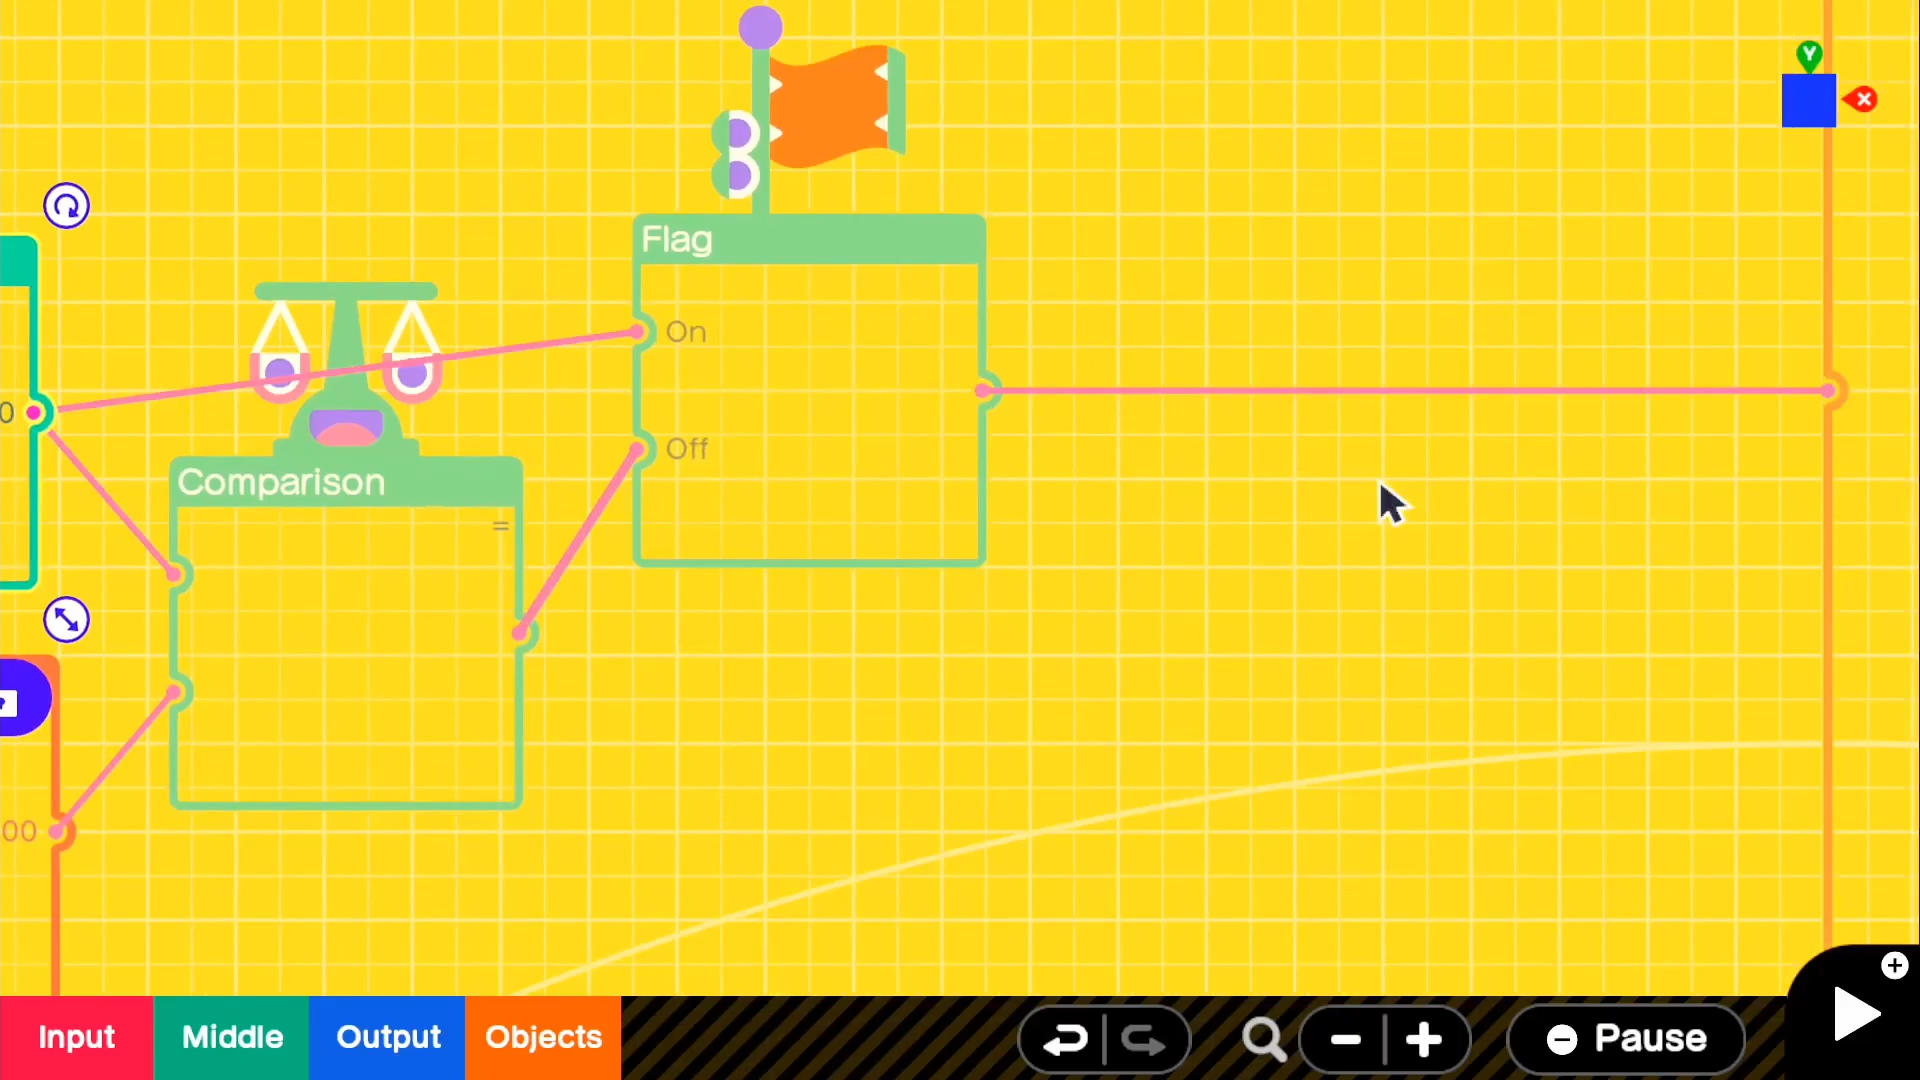 Y
X
Flag
On
0
Off
Comparison
=
00
Input
Middle
Output
Objects
Pause